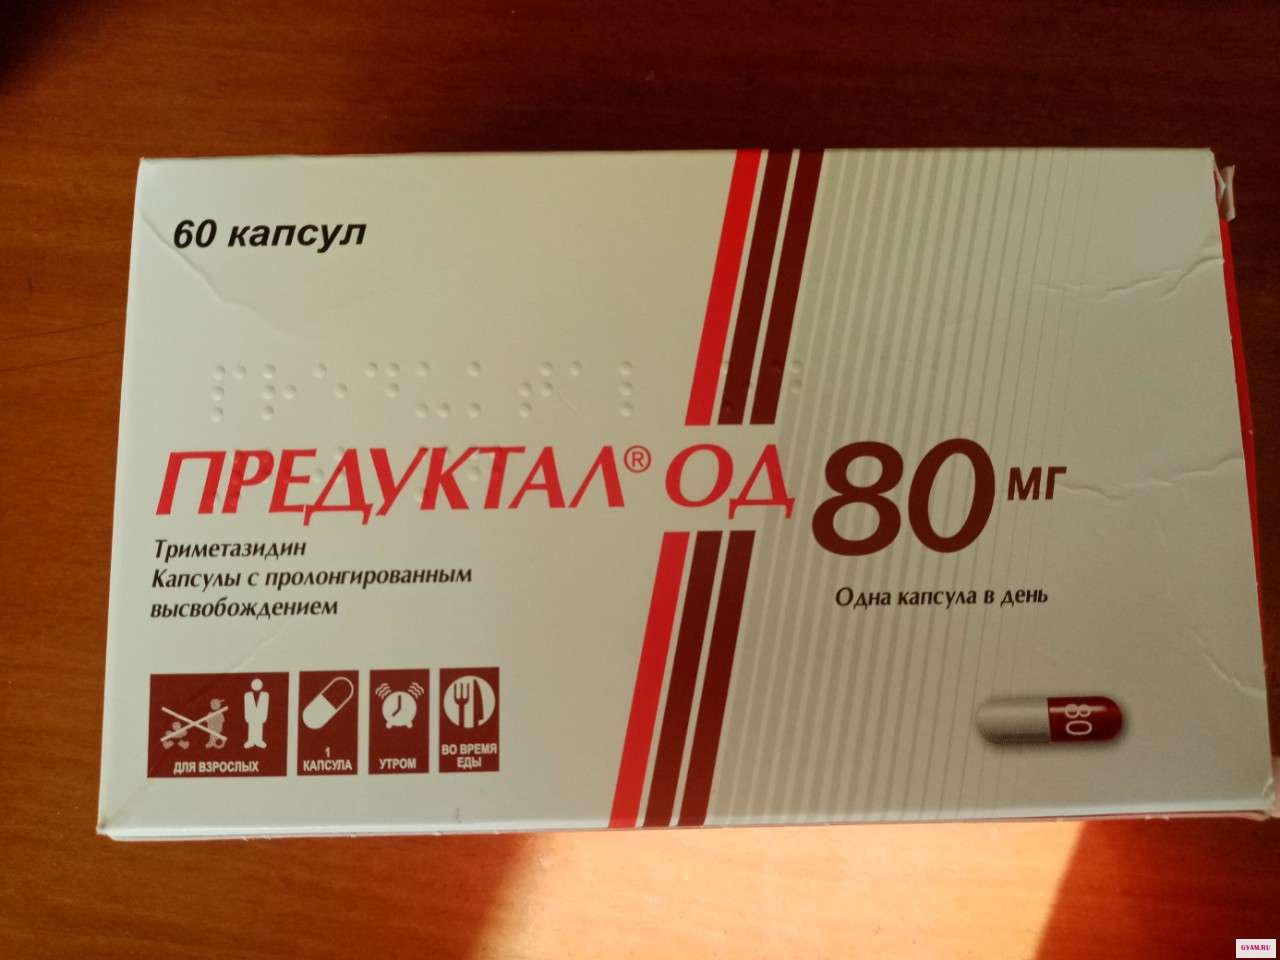 60 капсул
ПРЕДУКТАЛ® ОД 80 мг
Триметазидин
Капсулы с пролонгированным
высвобождением
Одна капсула в день
80
ДЛЯ ВЗРОСЛЫХ
1
КАПСУЛА
УТРОМ
ВО ВРЕМЯ
ЕДЫ
GYAM.RU